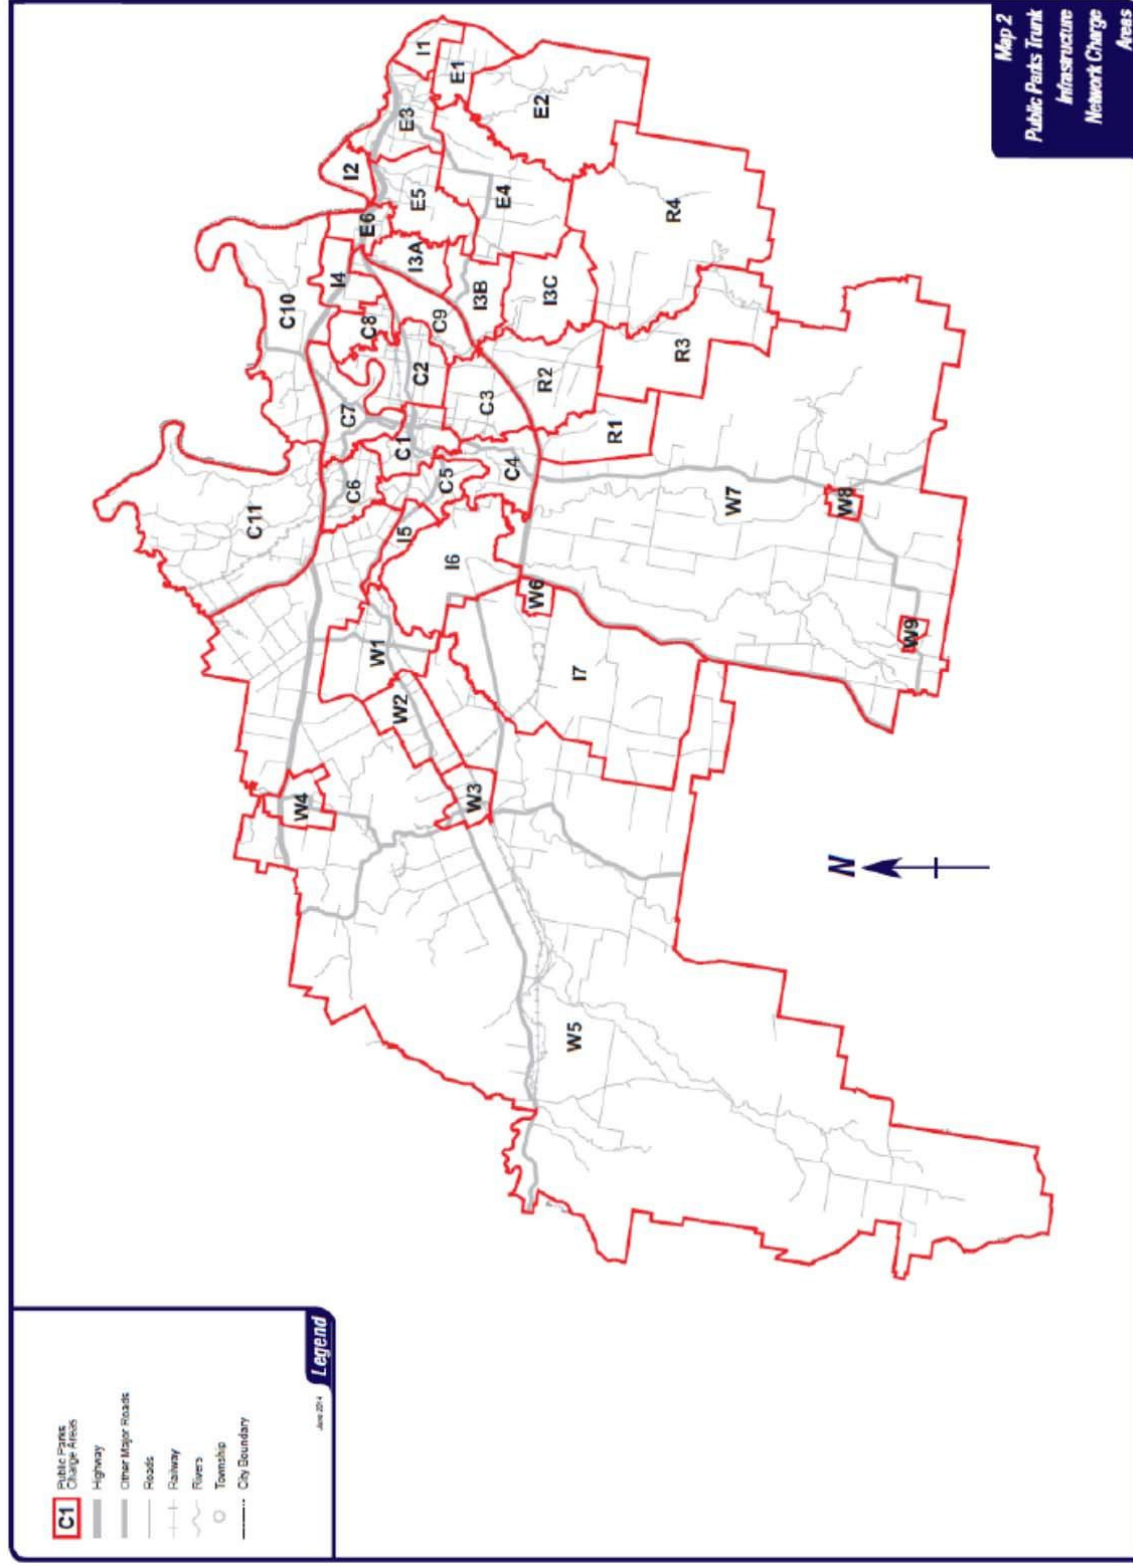 C1
Public Parks
Charge Areas
Highway
Other Major Roads
Roads
Railway
Rivers
Township
City Boundary
June 2014
Legend
C11
C10
W4
I4
C7
I2
C6
E6
C8
W1
W2
C1
I5
E3
I3A
E5
C2
I1
C9
C5
I6
E1
W3
I3B
C3
E4
C4
W6
E2
R2
I3C
W5
I7
R1
R4
R3
W7
N
W8
W9
Map 2
Public Parks Trunk
Infrastructure
Network Charge
Areas